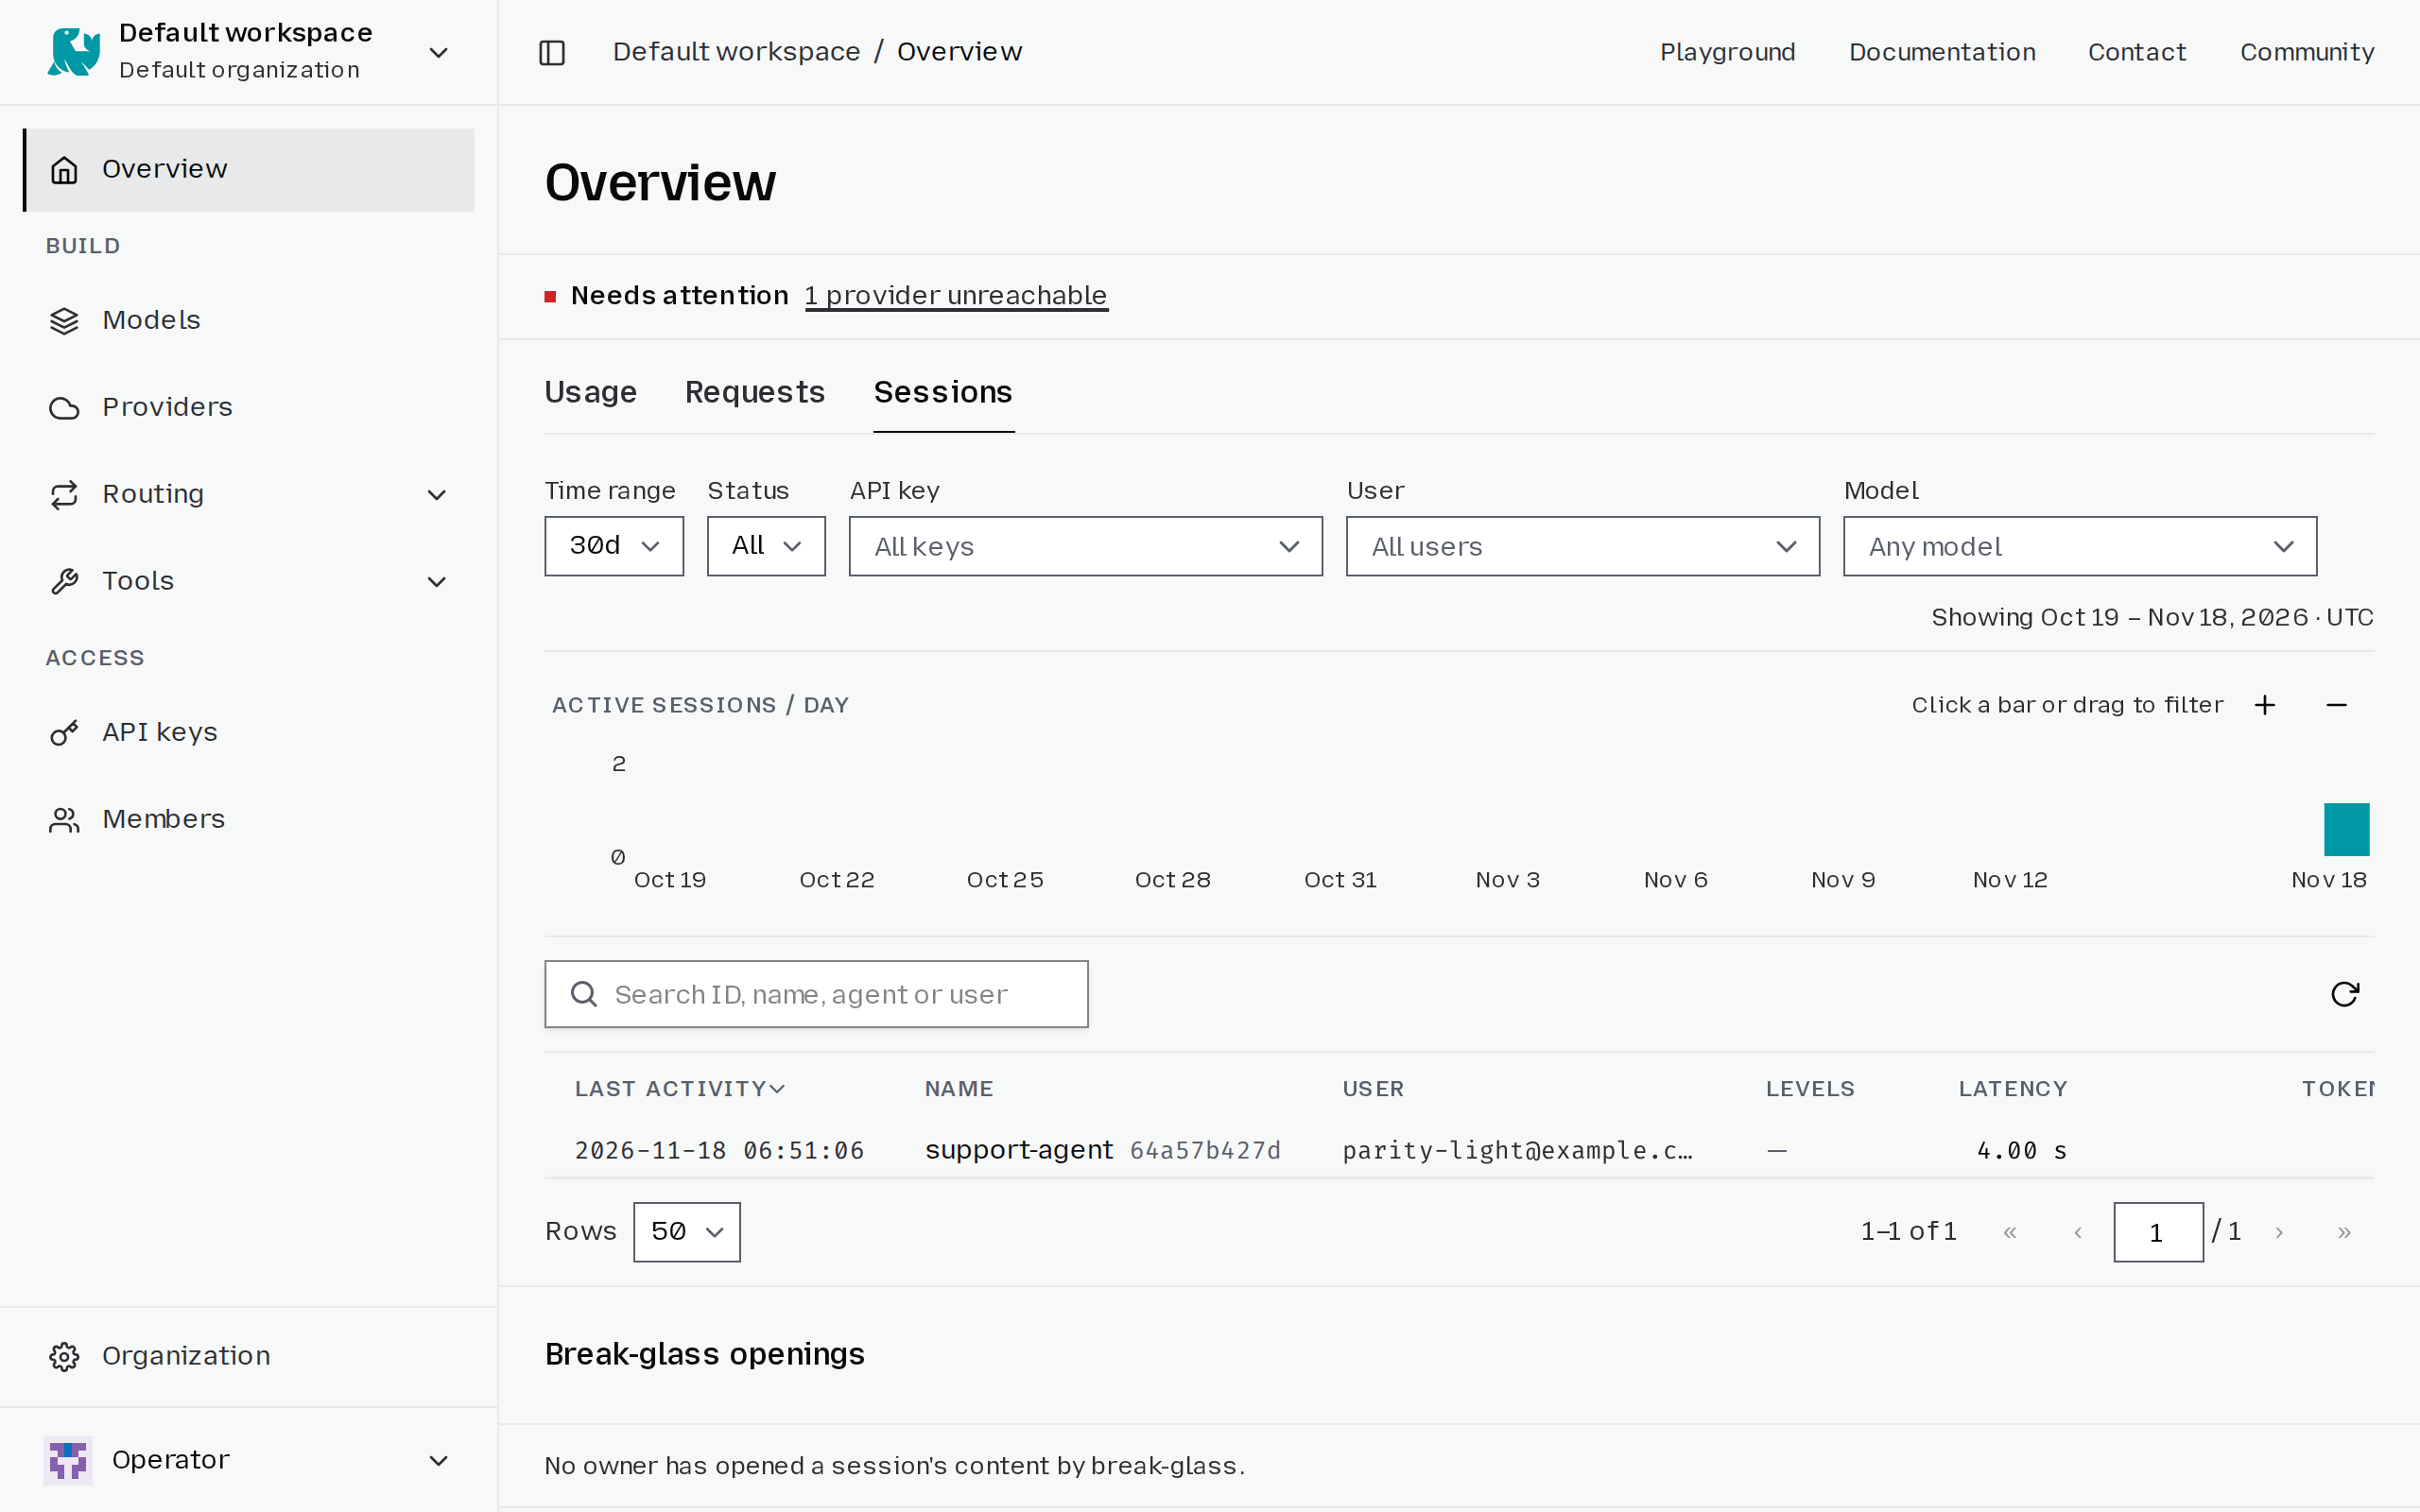 Default workspace
Default organization
Default workspace / Overview
Playground
Documentation
Contact
Community
Overview
BUILD
Models
Providers
Routing
Tools
ACCESS
API keys
Members
Organization
Operator
Overview
Needs attention 1 provider unreachable
Usage Requests Sessions
Time range Status API key User Model
30d All All keys All users Any model
Showing Oct 19 – Nov 18, 2026 · UTC
ACTIVE SESSIONS / DAY
Click a bar or drag to filter
2
0
Oct 19 Oct 22 Oct 25 Oct 28 Oct 31 Nov 3 Nov 6 Nov 9 Nov 12 Nov 18
Search ID, name, agent or user
LAST ACTIVITY NAME USER LEVELS LATENCY TOKEN
2026-11-18 06:51:06 support-agent 64a57b427d parity-light@example.c… — 4.00 s
Rows 50
1–1 of 1 « ‹ 1 / 1 › »
Break-glass openings
No owner has opened a session's content by break-glass.